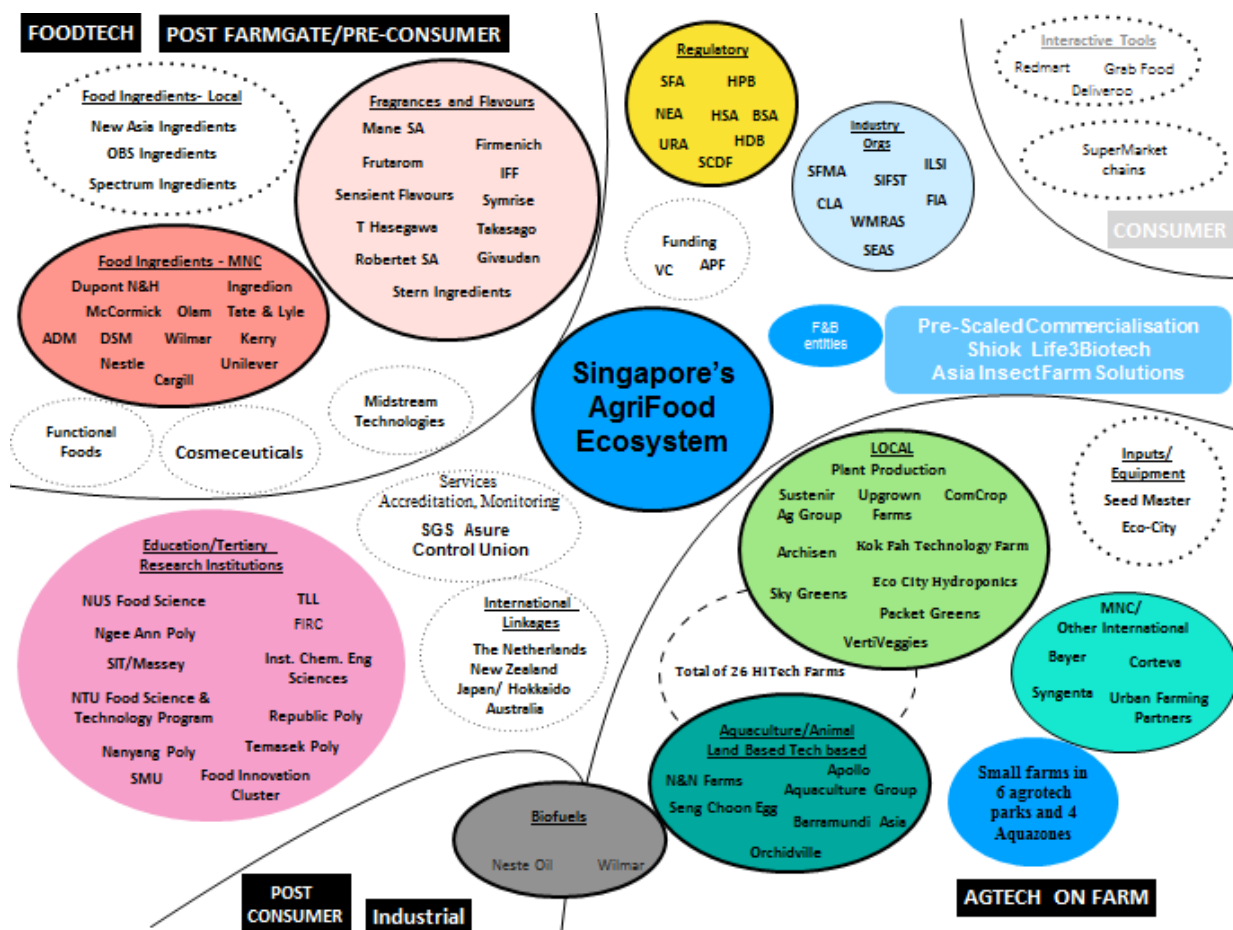 FOODTECH
POST FARMGATE/PRE-CONSUMER
Food Ingredients- Local
New Asia Ingredients
OBS Ingredients
Spectrum Ingredients
Fragrances and Flavours
Mane SA
Firmenich
Frutarom
IFF
Sensient Flavours
Symrise
T Hasegawa
Takasago
Robertet SA
Givaudan
Stern Ingredients
Food Ingredients - MNC
Dupont N&H
Ingredion
McCormick
Olam
Tate & Lyle
ADM
DSM
Wilmar
Kerry
Nestle
Unilever
Cargill
Functional
Foods
Cosmeceuticals
Midstream
Technologies
Regulatory
SFA
HPB
NEA
HSA
BSA
URA
HDB
SCDF
Industry
Orgs
SFMA
SIFST
ILSI
CLA
FIA
WMRAS
SEAS
Funding
VC
APF
Interactive Tools
Redmart
Grab Food
Deliveroo
SuperMarket
chains
CONSUMER
Singapore's
AgriFood
Ecosystem
F&B
entities
Pre-Scaled Commercialisation
Shiok Life3Biotech
Asia Insect Farm Solutions
Services
Accreditation, Monitoring
SGS Asure
Control Union
International
Linkages
The Netherlands
New Zealand
Japan/ Hokkaido
Australia
Education/Tertiary
Research Institutions
NUS Food Science
TLL
Ngee Ann Poly
FIRC
SIT/Massey
Inst. Chem. Eng
Sciences
NTU Food Science &
Technology Program
Republic Poly
Nanyang Poly
Temasek Poly
SMU
Food Innovation
Cluster
LOCAL
Plant Production
Sustenir
Ag Group
Upgrown
Farms
ComCrop
Archisen
Kok Fah Technology Farm
Sky Greens
Eco City Hydroponics
Packet Greens
VertiVeggies
Total of 26 HITech Farms
Inputs/
Equipment
Seed Master
Eco-City
MNC/
Other International
Bayer
Corteva
Syngenta
Urban Farming
Partners
Aquaculture/Animal
Land Based Tech based
N&N Farms
Apollo
Aquaculture Group
Seng Choon Egg
Barramundi Asia
Orchidville
Small farms in
6 agrotech
parks and 4
Aquazones
Biofuels
Neste Oil
Wilmar
POST
CONSUMER
Industrial
AGTECH ON FARM